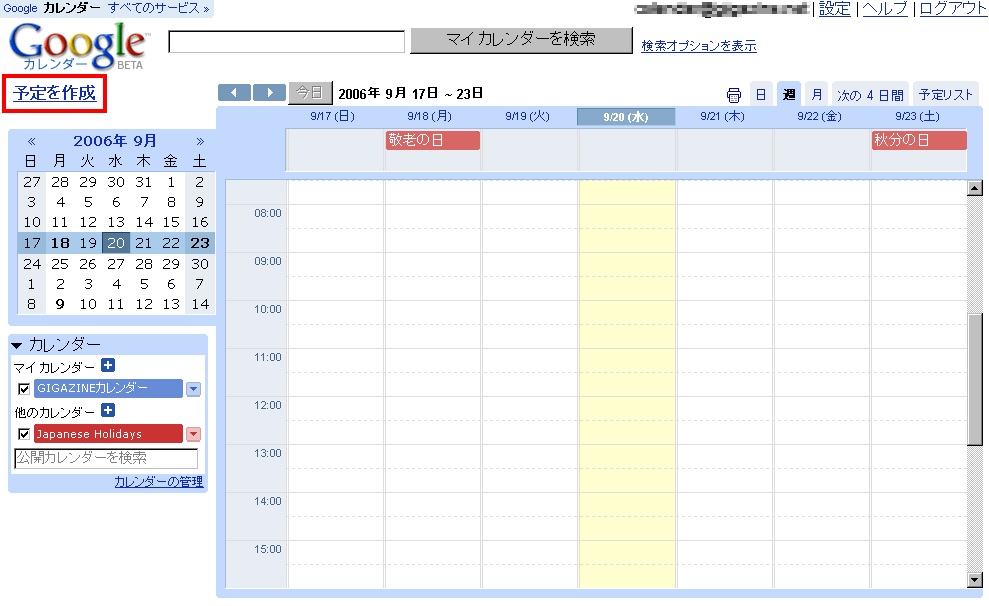 Google カレンダー すべてのサービス »
設定 | ヘルプ | ログアウト
Google
カレンダー BETA
マイ カレンダーを検索
検索オプションを表示
予定を作成
今日
2006年 9月 17日 ~ 23日
日
週
月
次の 4 日間
予定リスト
« 2006年 9月 »
日 月 火 水 木 金 土
27 28 29 30 31 1 2
3 4 5 6 7 8 9
10 11 12 13 14 15 16
17 18 19 20 21 22 23
24 25 26 27 28 29 30
1 2 3 4 5 6 7
8 9 10 11 12 13 14
カレンダー
マイ カレンダー
GIGAZINEカレンダー
他のカレンダー
Japanese Holidays
公開カレンダーを検索
カレンダーの管理
9/17 (日) 9/18 (月) 9/19 (火) 9/20 (水) 9/21 (木) 9/22 (金) 9/23 (土)
敬老の日 秋分の日
08:00
09:00
10:00
11:00
12:00
13:00
14:00
15:00